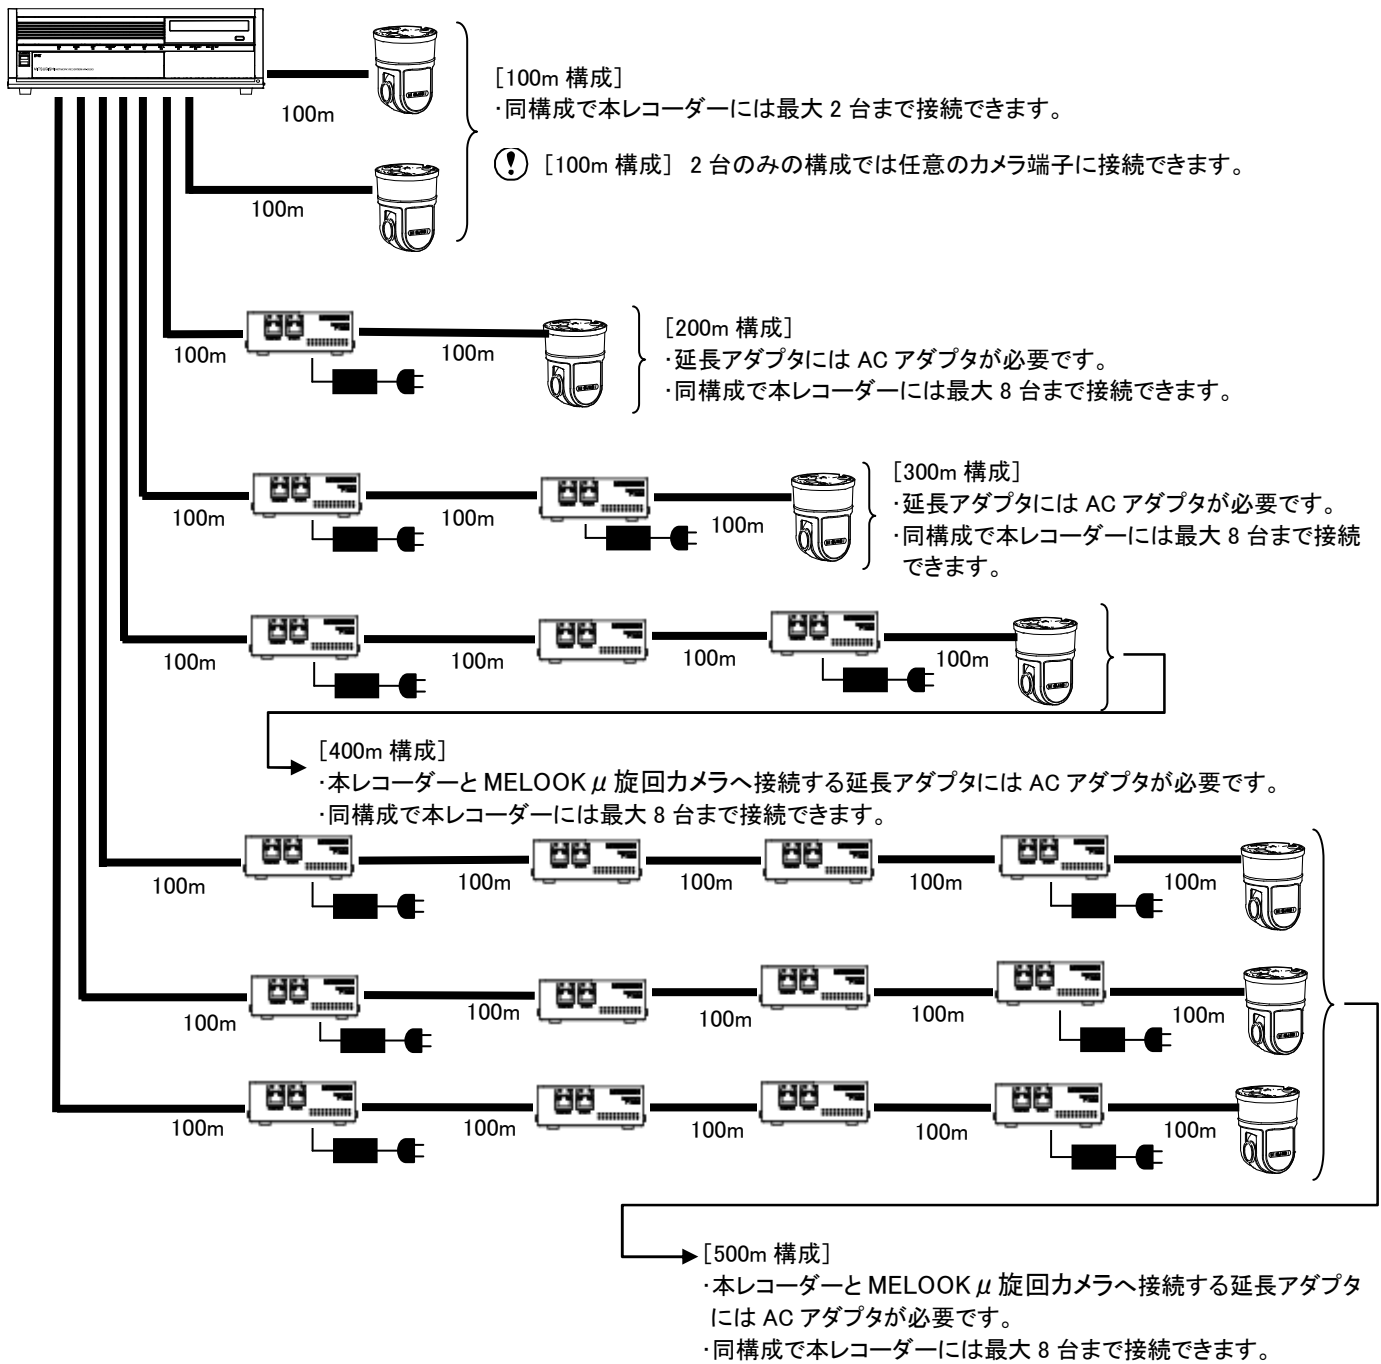 100m
[100m 構成]
・同構成で本レコーダーには最大 2 台まで接続できます。
[100m 構成] 2 台のみの構成では任意のカメラ端子に接続できます。
100m
[200m 構成]
100m 100m
・延長アダプタには AC アダプタが必要です。
・同構成で本レコーダーには最大 8 台まで接続できます。
[300m 構成]
・延長アダプタには AC アダプタが必要です。
100m 100m 100m
・同構成で本レコーダーには最大 8 台まで接続
できます。
100m 100m 100m 100m
[400m 構成]
・本レコーダーと MELOOK μ 旋回カメラへ接続する延長アダプタには AC アダプタが必要です。
・同構成で本レコーダーには最大 8 台まで接続できます。
100m 100m 100m 100m 100m
100m 100m 100m 100m 100m
100m 100m 100m 100m 100m
[500m 構成]
・本レコーダーと MELOOK μ 旋回カメラへ接続する延長アダプタ
には AC アダプタが必要です。
・同構成で本レコーダーには最大 8 台まで接続できます。